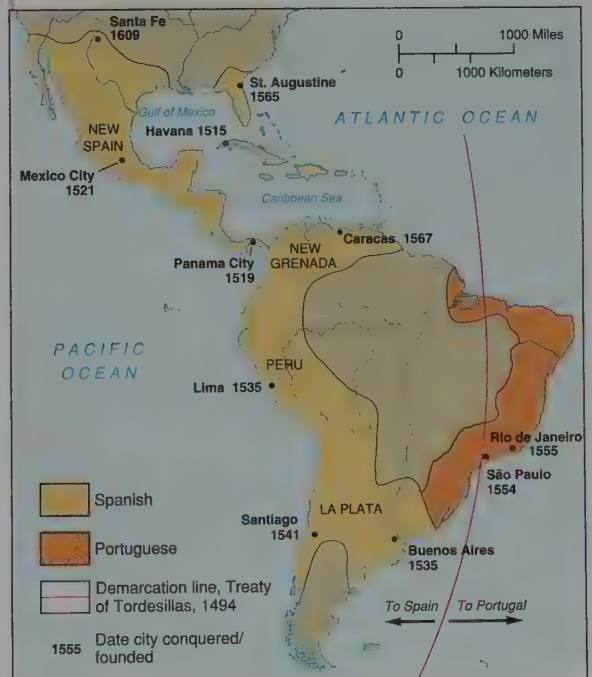 Santa Fe
1609
0 1000 Miles
0 1000 Kilometers
St. Augustine
1565
Gulf of Mexico
ATLANTIC OCEAN
Havana 1515
NEW
SPAIN
Mexico City
1521
Caribbean Sea
Caracas 1567
NEW
GRENADA
Panama City
1519
PACIFIC
OCEAN
PERU
Lima 1535
Rio de Janeiro
1555
São Paulo
1554
Spanish
LA PLATA
Santiago
1541
Portuguese
Buenos Aires
1535
Demarcation line, Treaty
of Tordesillas, 1494
To Spain To Portugal
1555 Date city conquered/
founded